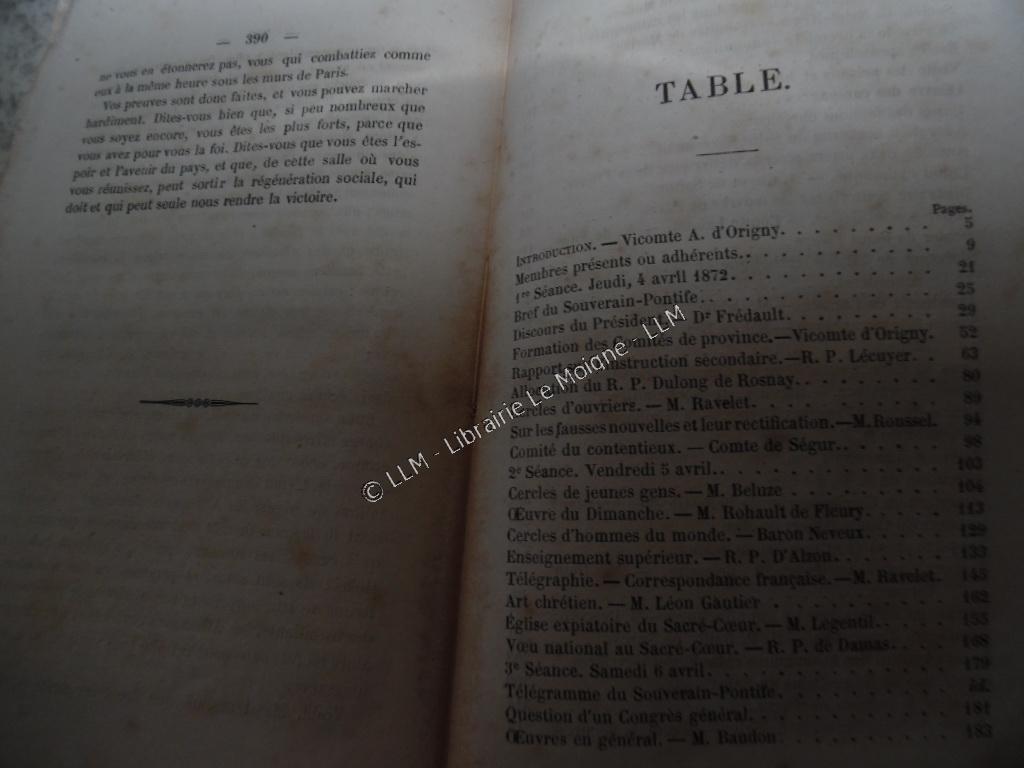 — 390 —
ne vous en étonnerez pas, vous qui combattiez comme
eux à la même heure sous les murs de Paris.
Vos preuves sont donc faites, et vous pouvez marcher
hardiment. Dites-vous bien que, si peu nombreux que
vous soyez encore, vous êtes les plus forts, parce que
vous avez pour vous la foi. Dites-vous que vous êtes l'es-
poir et l'avenir du pays, et que, de cette salle où vous
vous réunissez, peut sortir la régénération sociale, qui
doit et qui peut seule nous rendre la victoire.
TABLE.
Pages.
INTRODUCTION. — Vicomte A. d'Origny. 5
Membres présents ou adhérents. 9
1re Séance. Jeudi, 4 avril 1872. 21
Bref du Souverain-Pontife. 25
Discours du Président Dr Frédault. 29
Formation des Comités de province. — Vicomte d'Origny. 52
Rapport instruction secondaire. — R. P. Lécuyer. 63
Allocution du R. P. Dulong de Rosnay. 80
Cercles d'ouvriers. — M. Ravelet. 89
Sur les fausses nouvelles et leur rectification. — M. Roussel. 94
Comité du contentieux. — Comte de Ségur. 98
2e Séance. Vendredi 5 avril. 103
Cercles de jeunes gens. — M. Beluze 104
Œuvre du Dimanche. — M. Rohault de Fleury. 113
Cercles d'hommes du monde. — Baron Neveux. 129
Enseignement supérieur. — R. P. D'Alzon. 133
Télégraphie. — Correspondance française. — M. Ravelet. 145
Art chrétien. — M. Léon Gautier 162
Église expiatoire du Sacré-Cœur. — M. Legentil. 155
Vœu national au Sacré-Cœur. — R. P. de Damas. 168
3e Séance. Samedi 6 avril. 179
Télégramme du Souverain-Pontife. id.
Question d'un Congrès général. 181
Œuvres en général. — M. Baudon 183
© LLM - Librairie Le Moigne - LLM